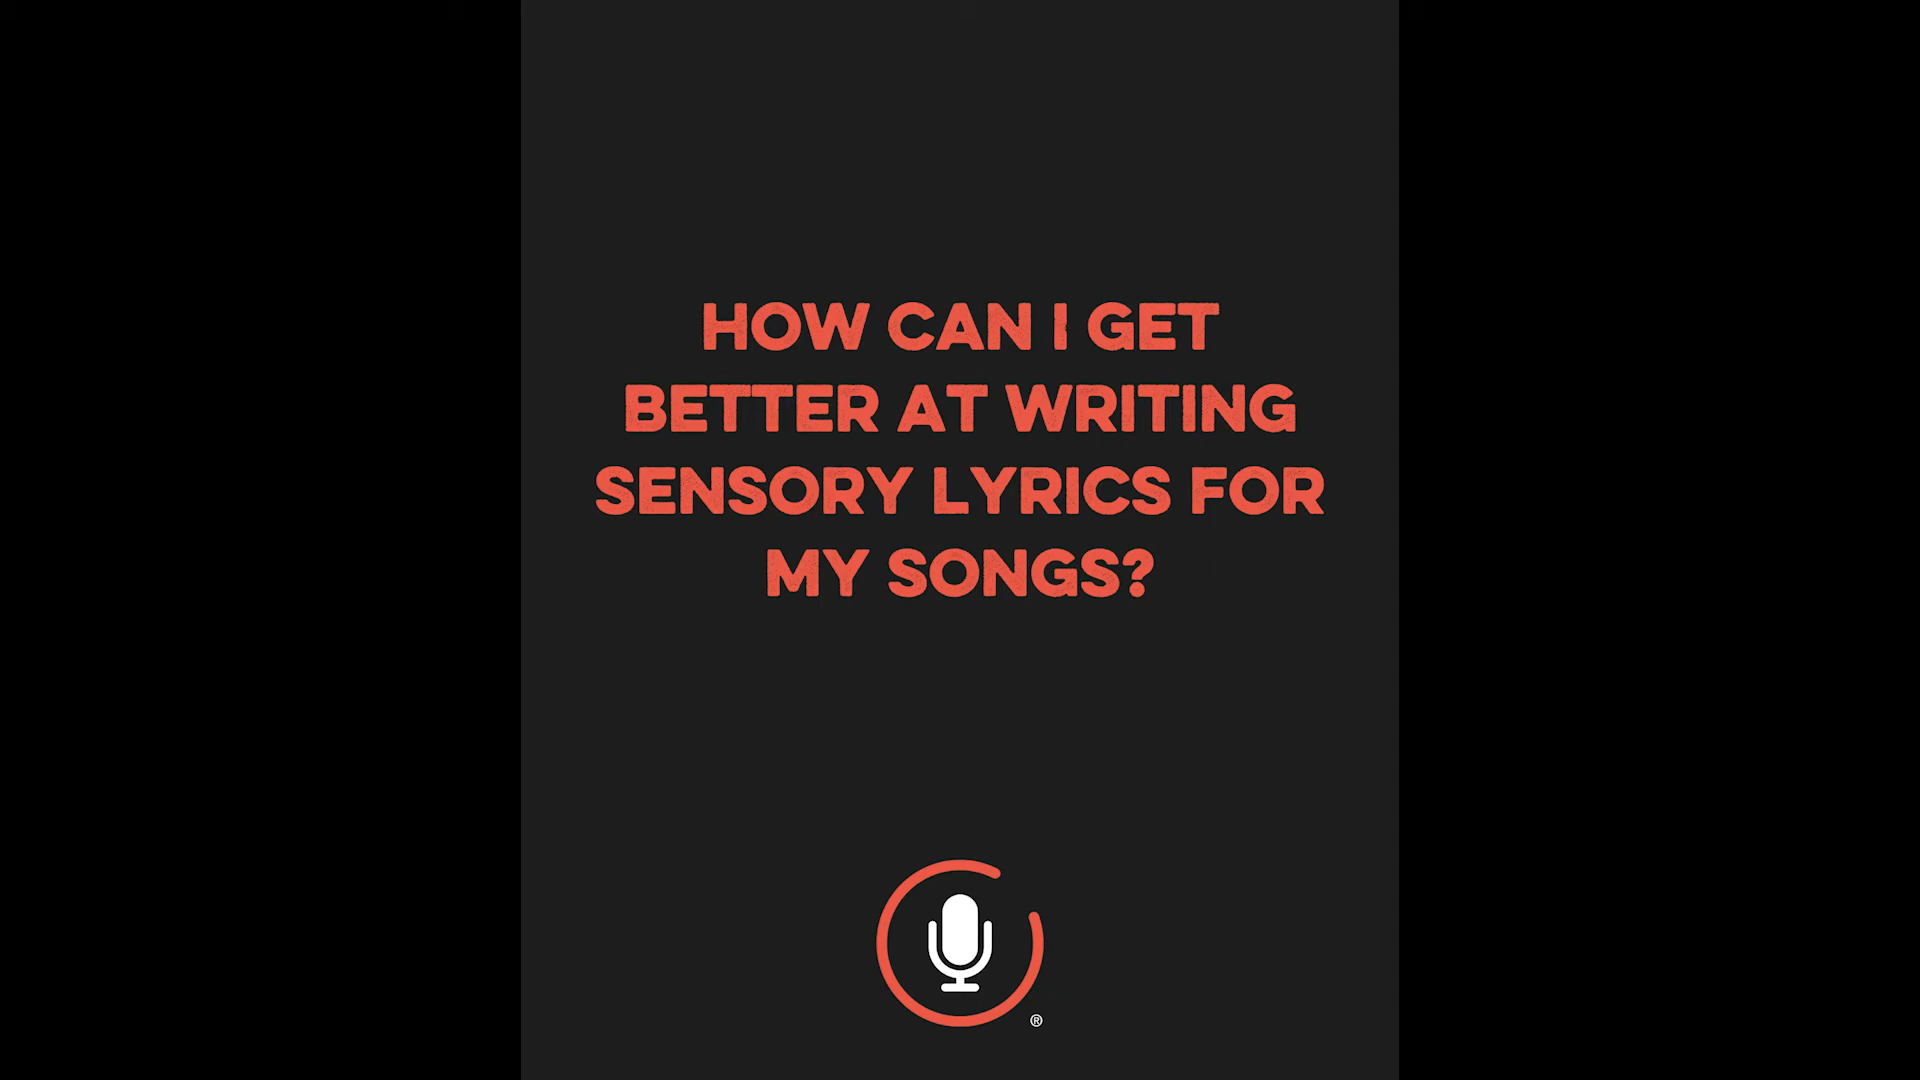 HOW CAN I GET
BETTER AT WRITING
SENSORY LYRICS FOR
MY SONGS?
®